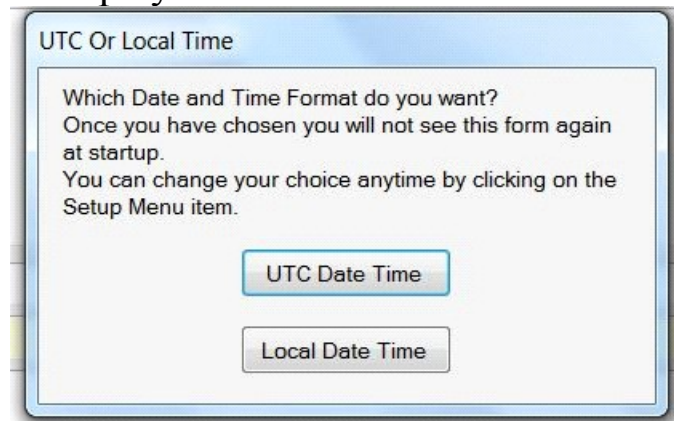 UTC Or Local Time
Which Date and Time Format do you want?
Once you have chosen you will not see this form again
at startup.
You can change your choice anytime by clicking on the
Setup Menu item.
UTC Date Time
Local Date Time